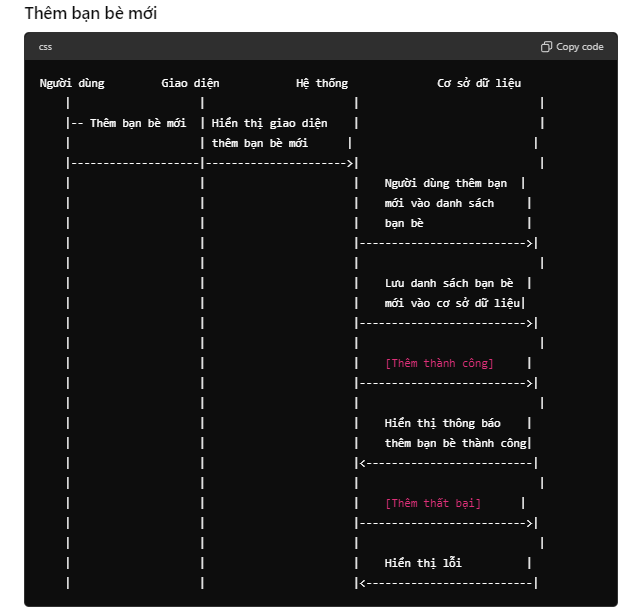 Thêm bạn bè mới
css
Copy code
Người dùng Giao diện Hệ thống Cơ sở dữ liệu
| | | |
|-- Thêm bạn bè mới | Hiển thị giao diện | |
| | thêm bạn bè mới | |
|--------------------|---------------------->| |
| | | Người dùng thêm bạn |
| | | mới vào danh sách |
| | | bạn bè |
| | |-------------------------->|
| | | |
| | | Lưu danh sách bạn bè |
| | | mới vào cơ sở dữ liệu|
| | |-------------------------->|
| | | |
| | | [Thêm thành công] |
| | |-------------------------->|
| | | |
| | | Hiển thị thông báo |
| | | thêm bạn bè thành công|
| | |<--------------------------|
| | | |
| | | [Thêm thất bại] |
| | |-------------------------->|
| | | |
| | | Hiển thị lỗi |
| | |<--------------------------|